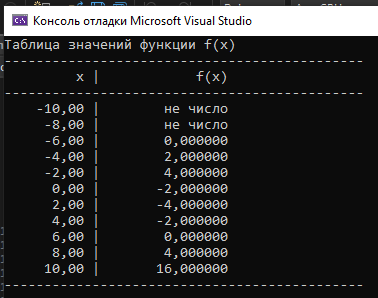 Консоль отладки Microsoft Visual Studio
Таблица значений функции f(x)
----------------------------------------
x | f(x)
----------------------------------------
-10,00 | не число
-8,00 | не число
-6,00 | 0,000000
-4,00 | 2,000000
-2,00 | 4,000000
0,00 | -2,000000
2,00 | -4,000000
4,00 | -2,000000
6,00 | 0,000000
8,00 | 4,000000
10,00 | 16,000000
----------------------------------------